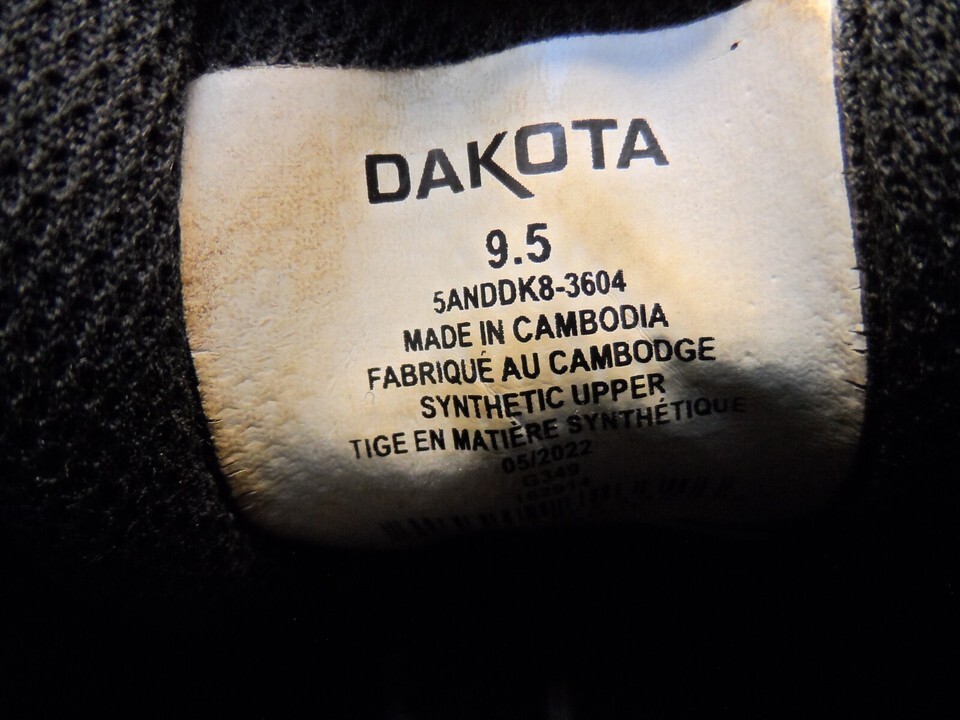 DAKOTA
9.5
5ANDDK8-3604
MADE IN CAMBODIA
FABRIQUÉ AU CAMBODGE
SYNTHETIC UPPER
TIGE EN MATIÈRE SYNTHÉTIQUE
05/2022
G349